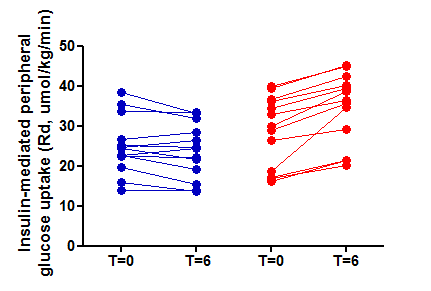 Insulin-mediated peripheral
glucose uptake (Rd, umol/kg/min)
50
40
30
20
10
0
T=0 T=6 T=0 T=6